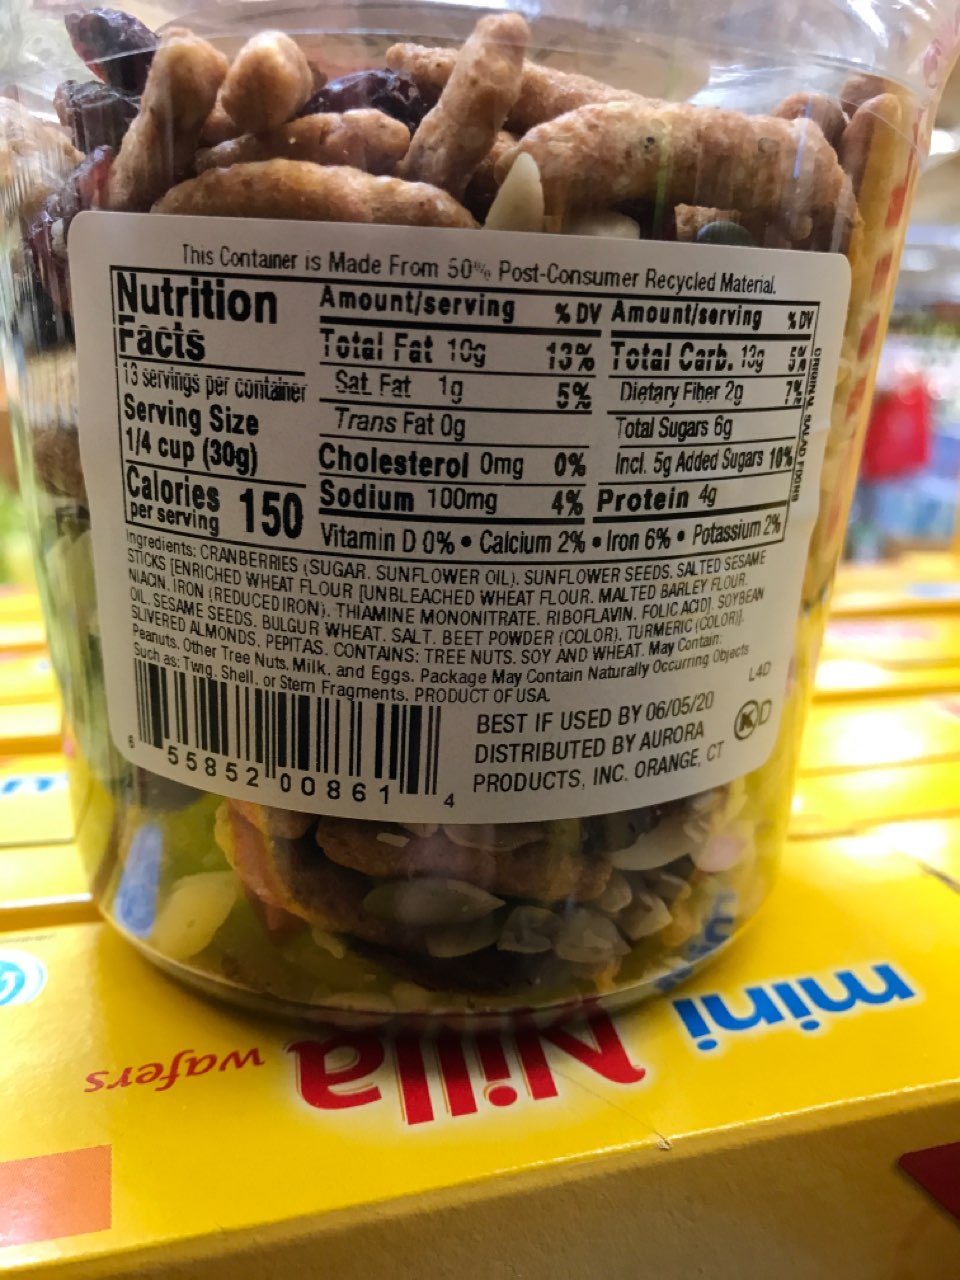 This Container is Made From 50% Post-Consumer Recycled Material.
Nutrition
Facts
13 servings per container
Serving Size
1/4 cup (30g)
Calories
per serving 150
Amount/serving % DV
Total Fat 10g 13%
Sat. Fat 1g 5%
Trans Fat 0g
Cholesterol 0mg 0%
Sodium 100mg 4%
Amount/serving % DV
Total Carb. 13g 5%
Dietary Fiber 2g 7%
Total Sugars 6g
Incl. 5g Added Sugars 10%
Protein 4g
Vitamin D 0% • Calcium 2% • Iron 6% • Potassium 2%
ORIGINAL SALAD FIXINS
Ingredients: CRANBERRIES (SUGAR, SUNFLOWER OIL), SUNFLOWER SEEDS, SALTED SESAME
STICKS [ENRICHED WHEAT FLOUR [UNBLEACHED WHEAT FLOUR, MALTED BARLEY FLOUR,
NIACIN, IRON (REDUCED IRON), THIAMINE MONONITRATE, RIBOFLAVIN, FOLIC ACID], SOYBEAN
OIL, SESAME SEEDS, BULGUR WHEAT, SALT, BEET POWDER (COLOR), TURMERIC (COLOR)],
SLIVERED ALMONDS, PEPITAS. CONTAINS: TREE NUTS, SOY AND WHEAT. May Contain:
Peanuts, Other Tree Nuts, Milk, and Eggs. Package May Contain Naturally Occurring Objects
Such as: Twig, Shell, or Stem Fragments. PRODUCT OF USA.
L4D
BEST IF USED BY 06/05/20
DISTRIBUTED BY AURORA
PRODUCTS, INC. ORANGE, CT
K D
6 55852 00861 4
mini
Nilla
wafers